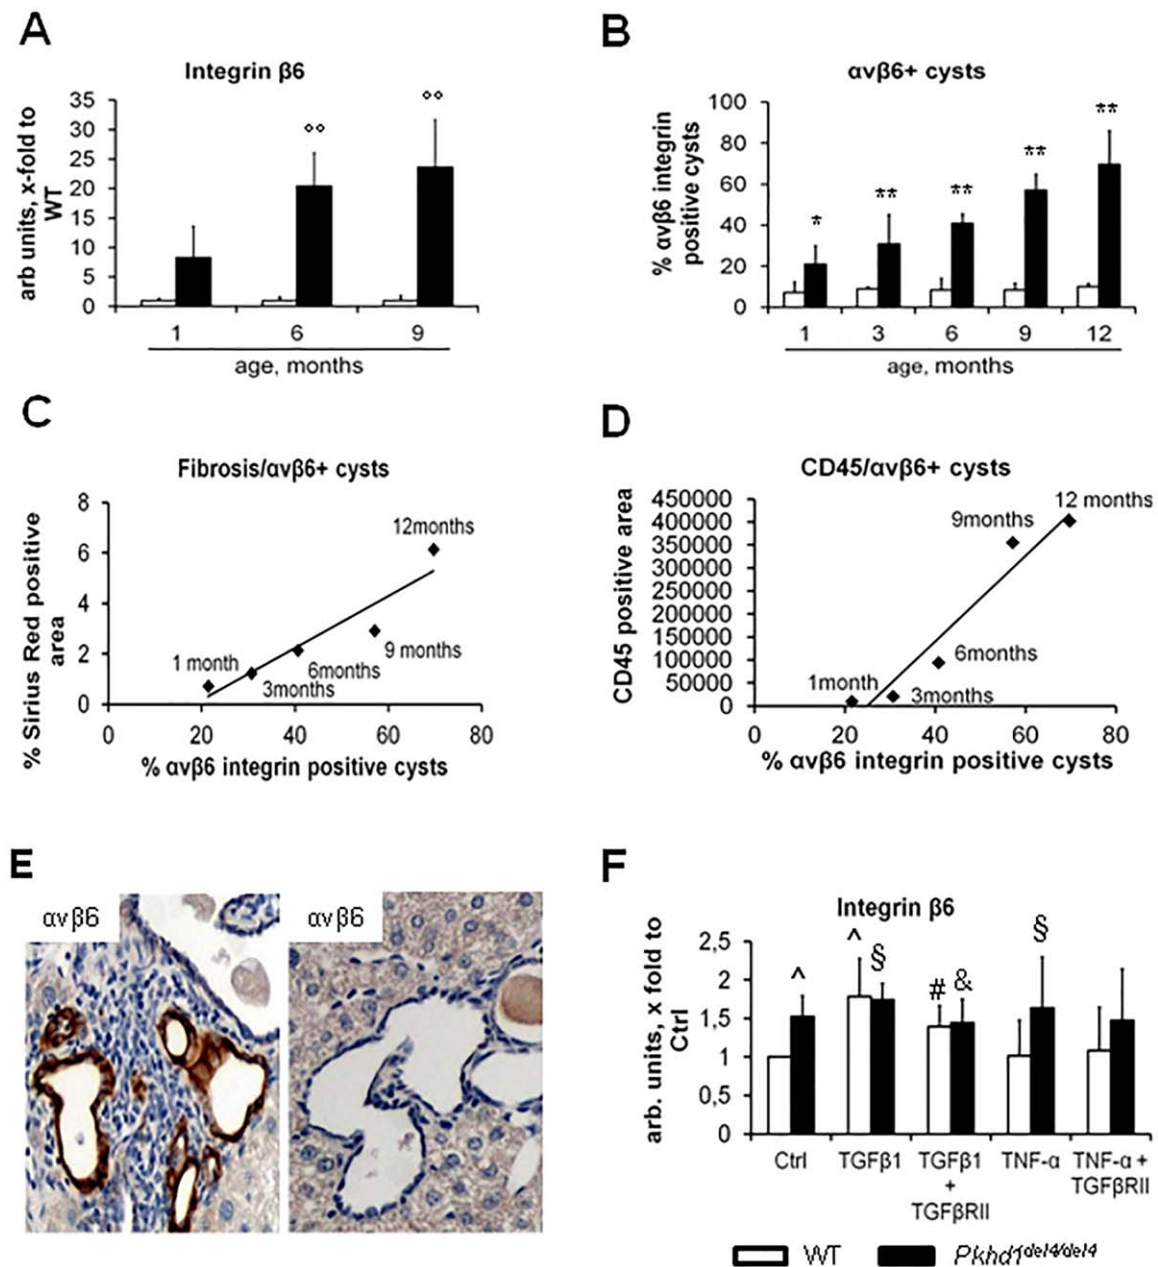 A
Integrin β6
arb units, x-fold to
WT
35
30
25
20
15
10
5
0
°°
°°
1 6 9
age, months
B
αvβ6+ cysts
% αvβ6 integrin
positive cysts
100
80
60
40
20
0
*
**
**
**
**
1 3 6 9 12
age, months
C
Fibrosis/αvβ6+ cysts
% Sirius Red positive
area
8
6
4
2
0
12months
9 months
1 month
6months
3months
0 20 40 60 80
% αvβ6 integrin positive cysts
D
CD45/αvβ6+ cysts
CD45 positive area
450000
400000
350000
300000
250000
200000
150000
100000
50000
0
12 months
9months
6months
1month
3months
0 20 40 60 80
% αvβ6 integrin positive cysts
E
αvβ6
αvβ6
F
Integrin β6
arb. units, x fold to
Ctrl
2,5
2
1,5
1
0,5
0
^
^
§
#
&
§
Ctrl TGFβ1 TGFβ1 TNF-α TNF-α +
+ TGFβRII
TGFβRII
WT Pkhd1del4/del4